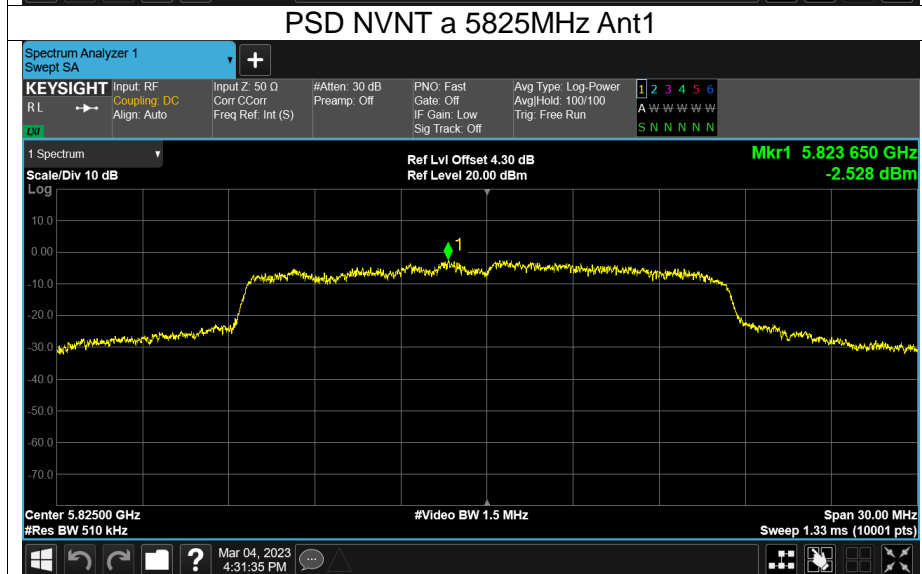 PSD NVNT a 5825MHz Ant1
Spectrum Analyzer 1
Swept SA
+
KEYSIGHT
RL
LXI
Input: RF
Coupling: DC
Align: Auto
Input Z: 50 Ω
Corr CCorr
Freq Ref: Int (S)
#Atten: 30 dB
Preamp: Off
PNO: Fast
Gate: Off
IF Gain: Low
Sig Track: Off
Avg Type: Log-Power
Avg|Hold: 100/100
Trig: Free Run
1 2 3 4 5 6
A W W W W W
S N N N N N
1 Spectrum
Scale/Div 10 dB
Log
Ref Lvl Offset 4.30 dB
Ref Level 20.00 dBm
Mkr1 5.823 650 GHz
-2.528 dBm
10.0
0.00
-10.0
-20.0
-30.0
-40.0
-50.0
-60.0
-70.0
1
Center 5.82500 GHz
#Res BW 510 kHz
#Video BW 1.5 MHz
Span 30.00 MHz
Sweep 1.33 ms (10001 pts)
?
Mar 04, 2023
4:31:35 PM